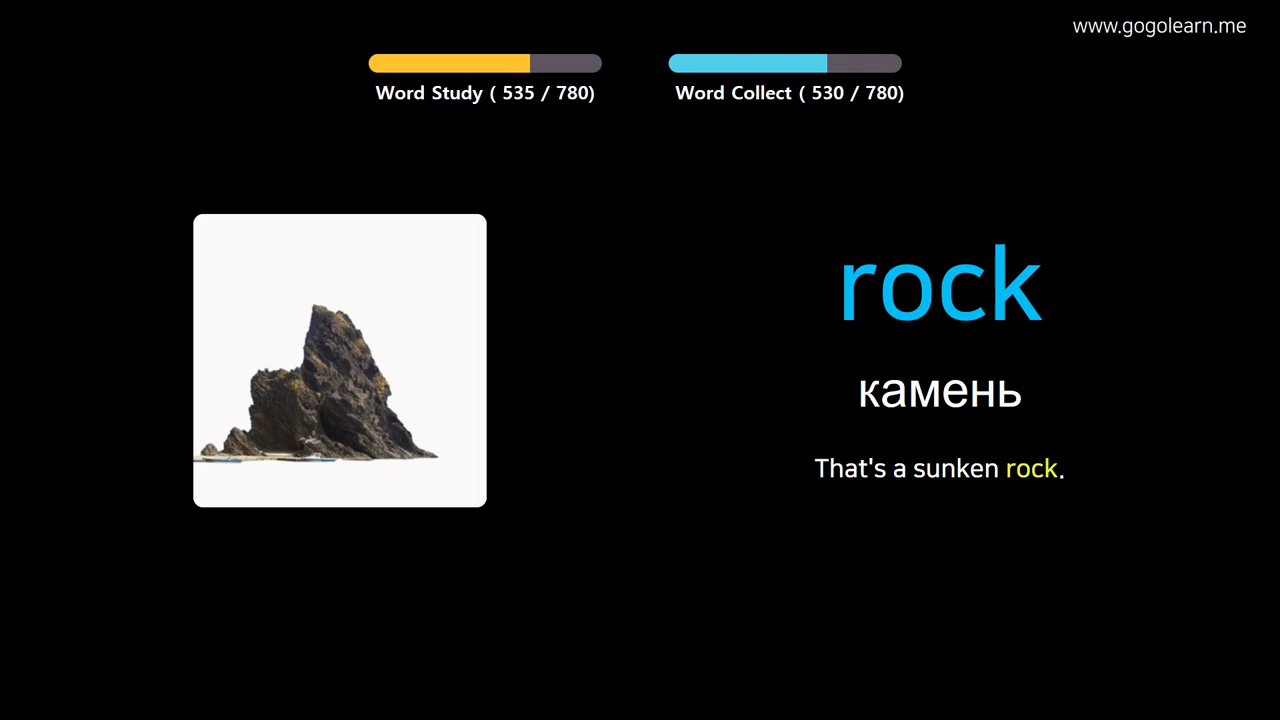 www.gogolearn.me
Word Study ( 535 / 780)
Word Collect ( 530 / 780)
rock
камень
That's a sunken rock.